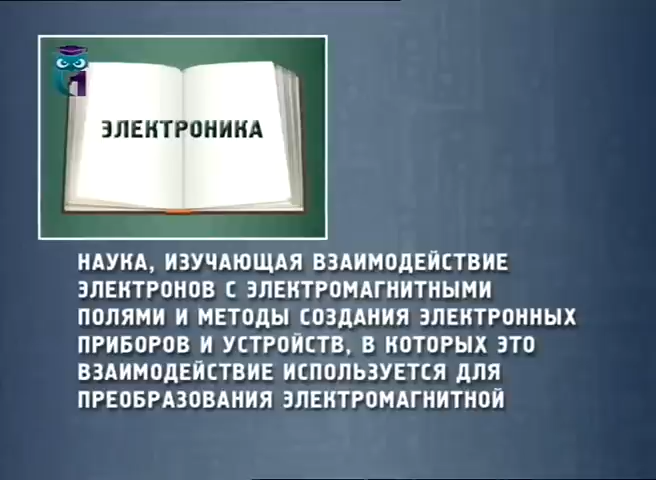 1
ЭЛЕКТРОНИКА
НАУКА, ИЗУЧАЮЩАЯ ВЗАИМОДЕЙСТВИЕ
ЭЛЕКТРОНОВ С ЭЛЕКТРОМАГНИТНЫМИ
ПОЛЯМИ И МЕТОДЫ СОЗДАНИЯ ЭЛЕКТРОННЫХ
ПРИБОРОВ И УСТРОЙСТВ, В КОТОРЫХ ЭТО
ВЗАИМОДЕЙСТВИЕ ИСПОЛЬЗУЕТСЯ ДЛЯ
ПРЕОБРАЗОВАНИЯ ЭЛЕКТРОМАГНИТНОЙ